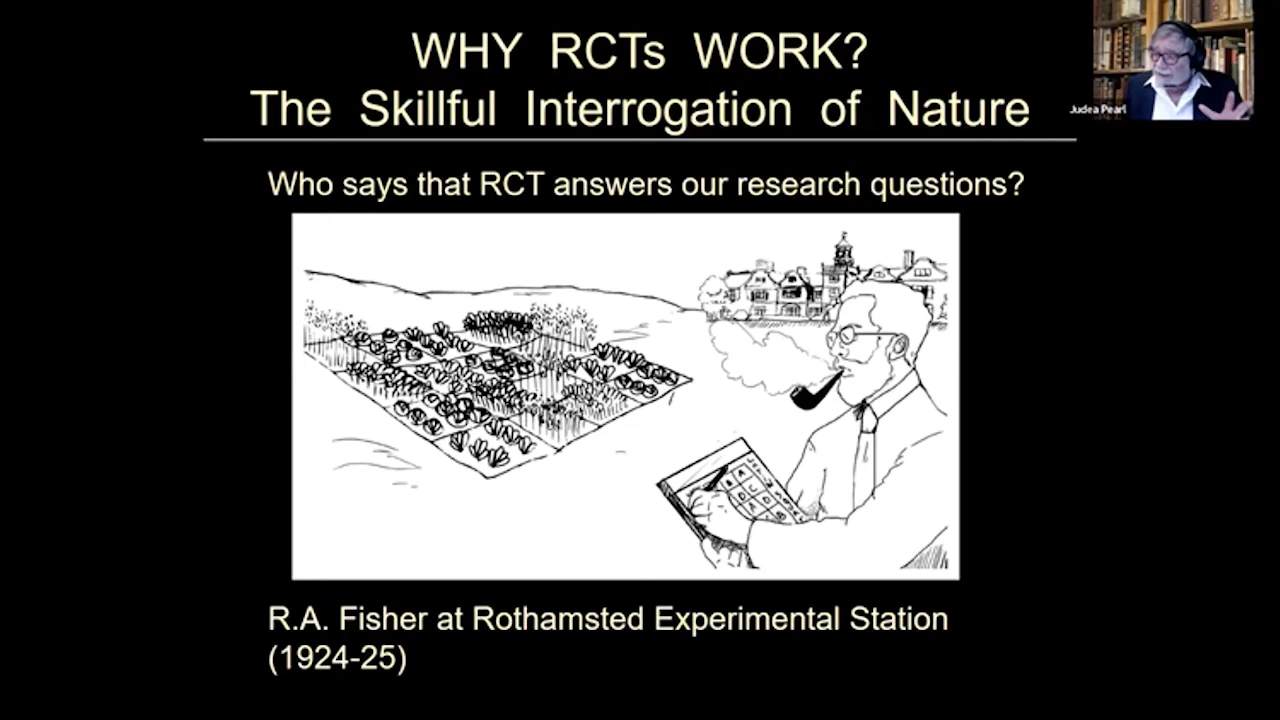 WHY RCTs WORK?
The Skillful Interrogation of Nature
Judea Pearl
Who says that RCT answers our research questions?
R.A. Fisher at Rothamsted Experimental Station
(1924-25)